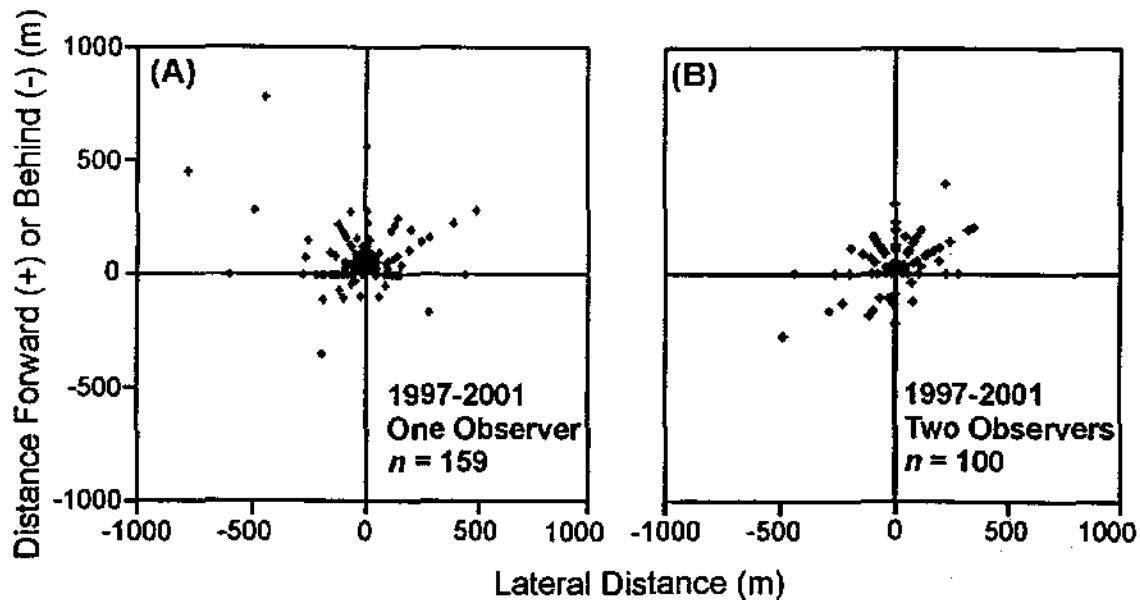 Distance Forward (+) or Behind (-) (m)
1000
500
0
-500
-1000
(A)
1997-2001
One Observer
n = 159
-1000 -500 0 500 1000
(B)
1997-2001
Two Observers
n = 100
-1000 -500 0 500 1000
Lateral Distance (m)